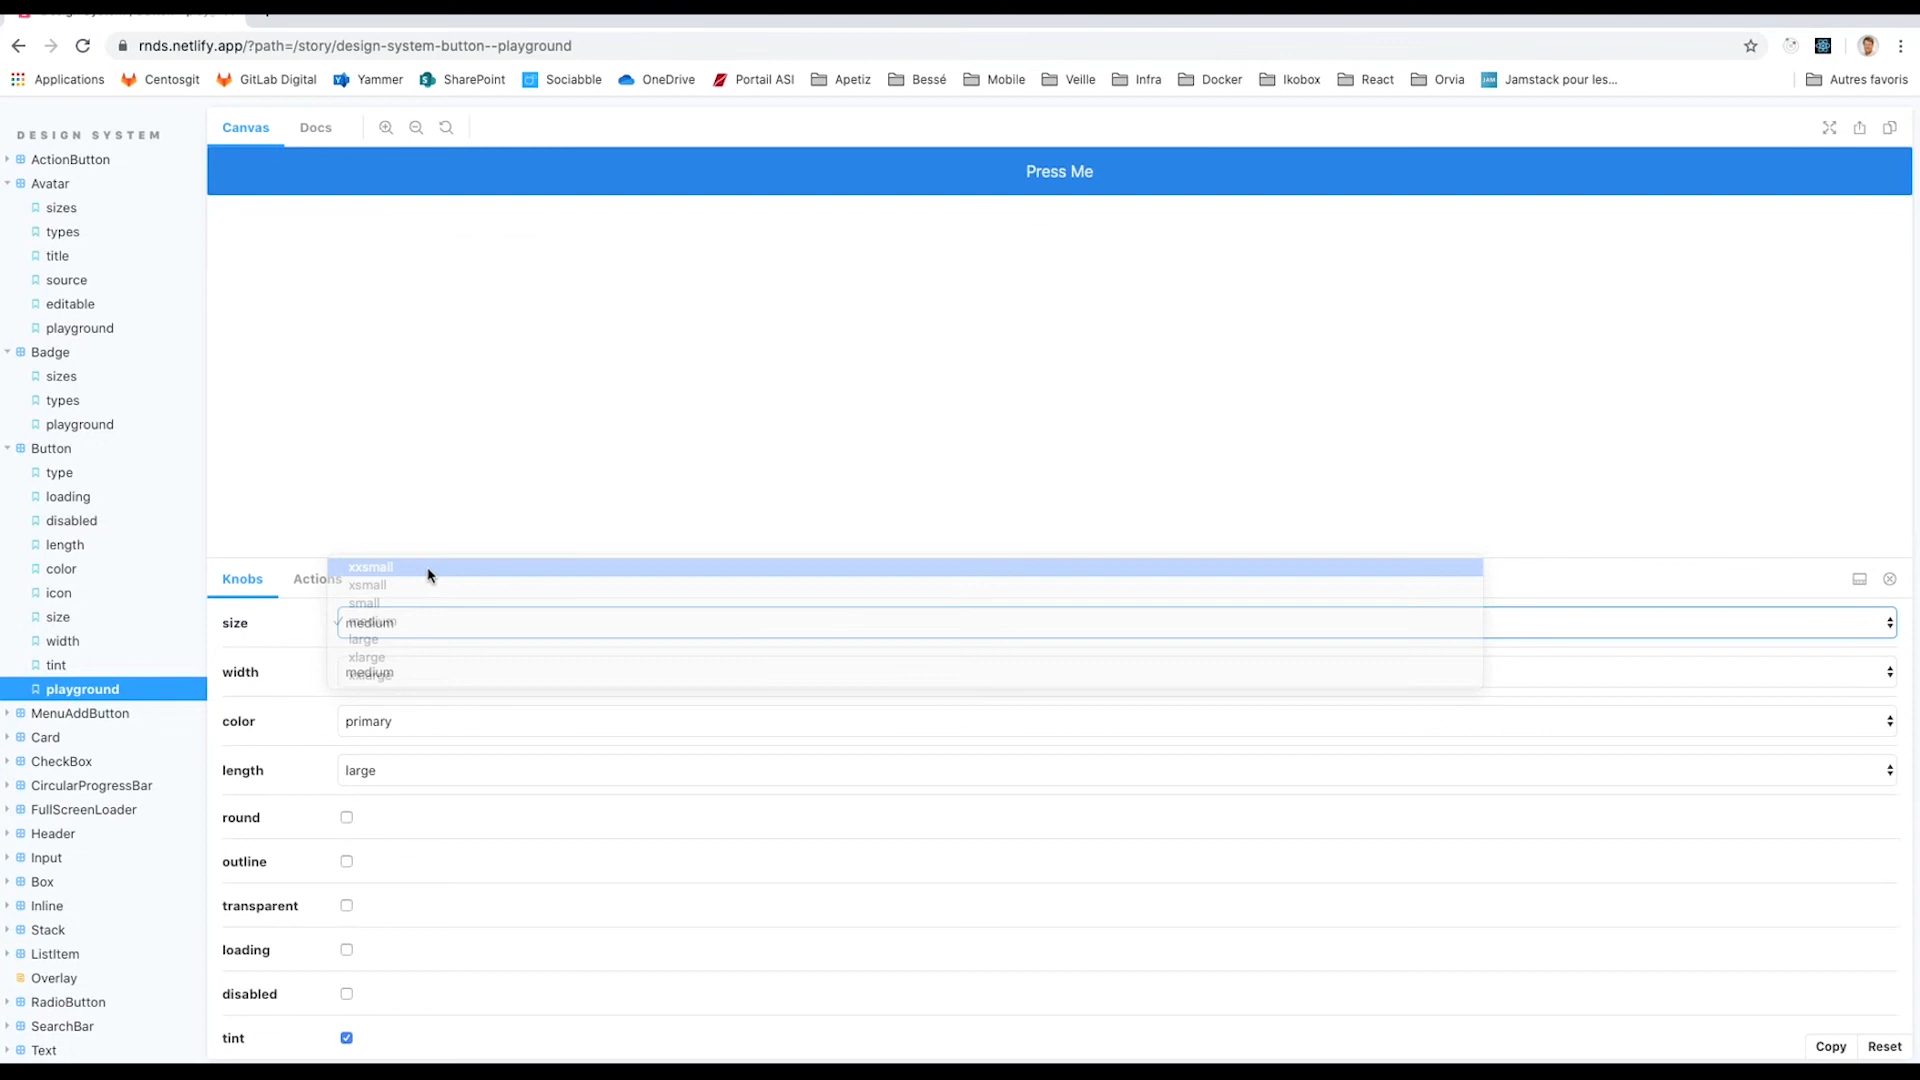 rnds.netlify.app/?path=/story/design-system-button--playground
Applications Centosgit GitLab Digital Yammer SharePoint Sociabble OneDrive Portail ASI Apetiz Bessé Mobile Veille Infra Docker Ikobox React Orvia Jamstack pour les... Autres favoris
DESIGN SYSTEM
ActionButton
Avatar
sizes
types
title
source
editable
playground
Badge
sizes
types
playground
Button
type
loading
disabled
length
color
icon
size
width
tint
playground
MenuAddButton
Card
CheckBox
CircularProgressBar
FullScreenLoader
Header
Input
Box
Inline
Stack
ListItem
Overlay
RadioButton
SearchBar
Text
Canvas Docs
Press Me
Knobs Actions
xxsmall
xsmall
small
medium
large
xlarge
xxlarge
size medium
width medium
color primary
length large
round
outline
transparent
loading
disabled
tint
Copy Reset